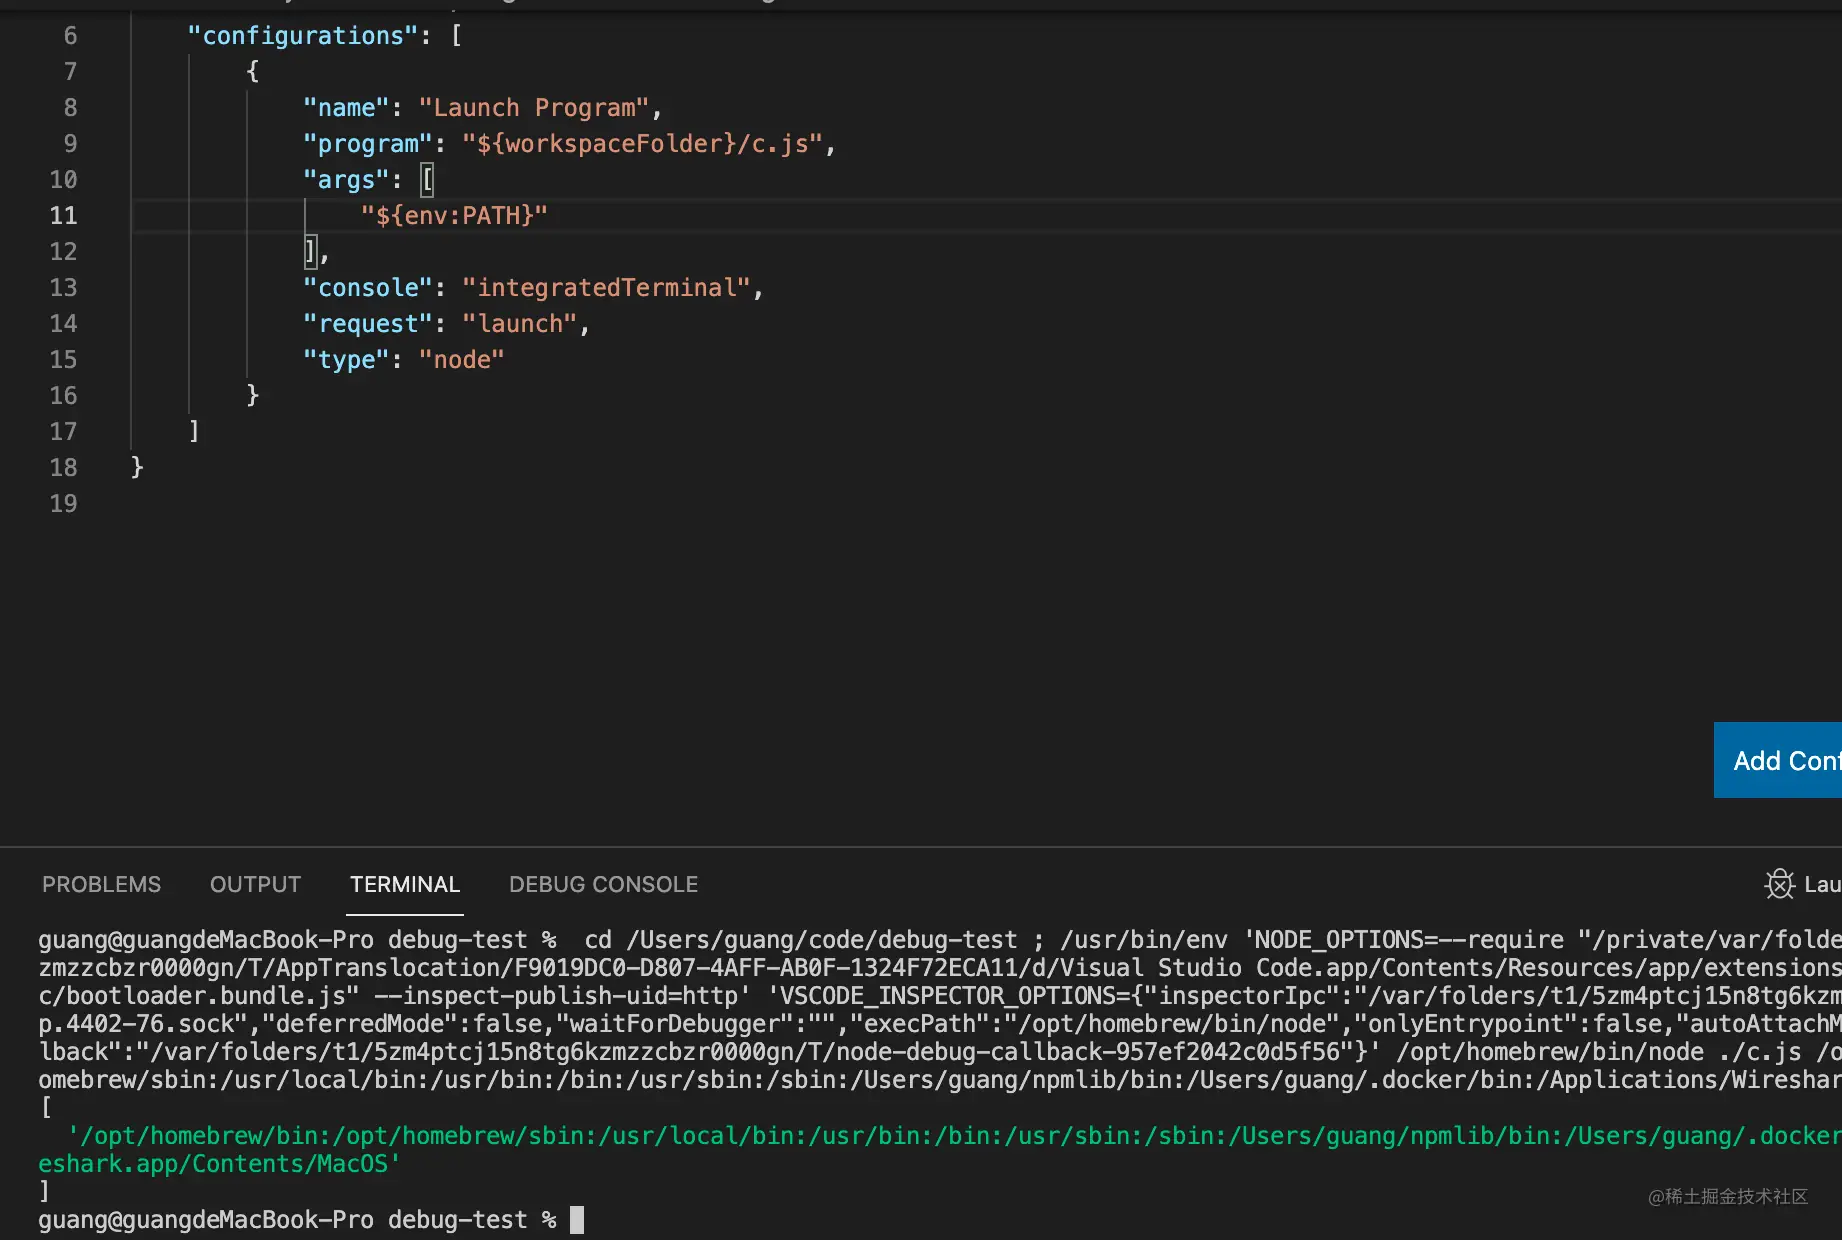 6 "configurations": [
7 {
8 "name": "Launch Program",
9 "program": "${workspaceFolder}/c.js",
10 "args": [
11 "${env:PATH}"
12 ],
13 "console": "integratedTerminal",
14 "request": "launch",
15 "type": "node"
16 }
17 ]
18 }
19
Add Conf
PROBLEMS OUTPUT TERMINAL DEBUG CONSOLE Lau
guang@guangdeMacBook-Pro debug-test % cd /Users/guang/code/debug-test ; /usr/bin/env 'NODE_OPTIONS=--require "/private/var/folde
zmzzcbzr0000gn/T/AppTranslocation/F9019DC0-D807-4AFF-AB0F-1324F72ECA11/d/Visual Studio Code.app/Contents/Resources/app/extensions
c/bootloader.bundle.js" --inspect-publish-uid=http' 'VSCODE_INSPECTOR_OPTIONS={"inspectorIpc":"/var/folders/t1/5zm4ptcj15n8tg6kzm
p.4402-76.sock","deferredMode":false,"waitForDebugger":"","execPath":"/opt/homebrew/bin/node","onlyEntrypoint":false,"autoAttachM
lback":"/var/folders/t1/5zm4ptcj15n8tg6kzmzzcbzr0000gn/T/node-debug-callback-957ef2042c0d5f56"}' /opt/homebrew/bin/node ./c.js /o
omebrew/sbin:/usr/local/bin:/usr/bin:/bin:/usr/sbin:/sbin:/Users/guang/npmlib/bin:/Users/guang/.docker/bin:/Applications/Wireshar
[
'/opt/homebrew/bin:/opt/homebrew/sbin:/usr/local/bin:/usr/bin:/bin:/usr/sbin:/sbin:/Users/guang/npmlib/bin:/Users/guang/.docker
eshark.app/Contents/MacOS'
]
guang@guangdeMacBook-Pro debug-test %
@稀土掘金技术社区